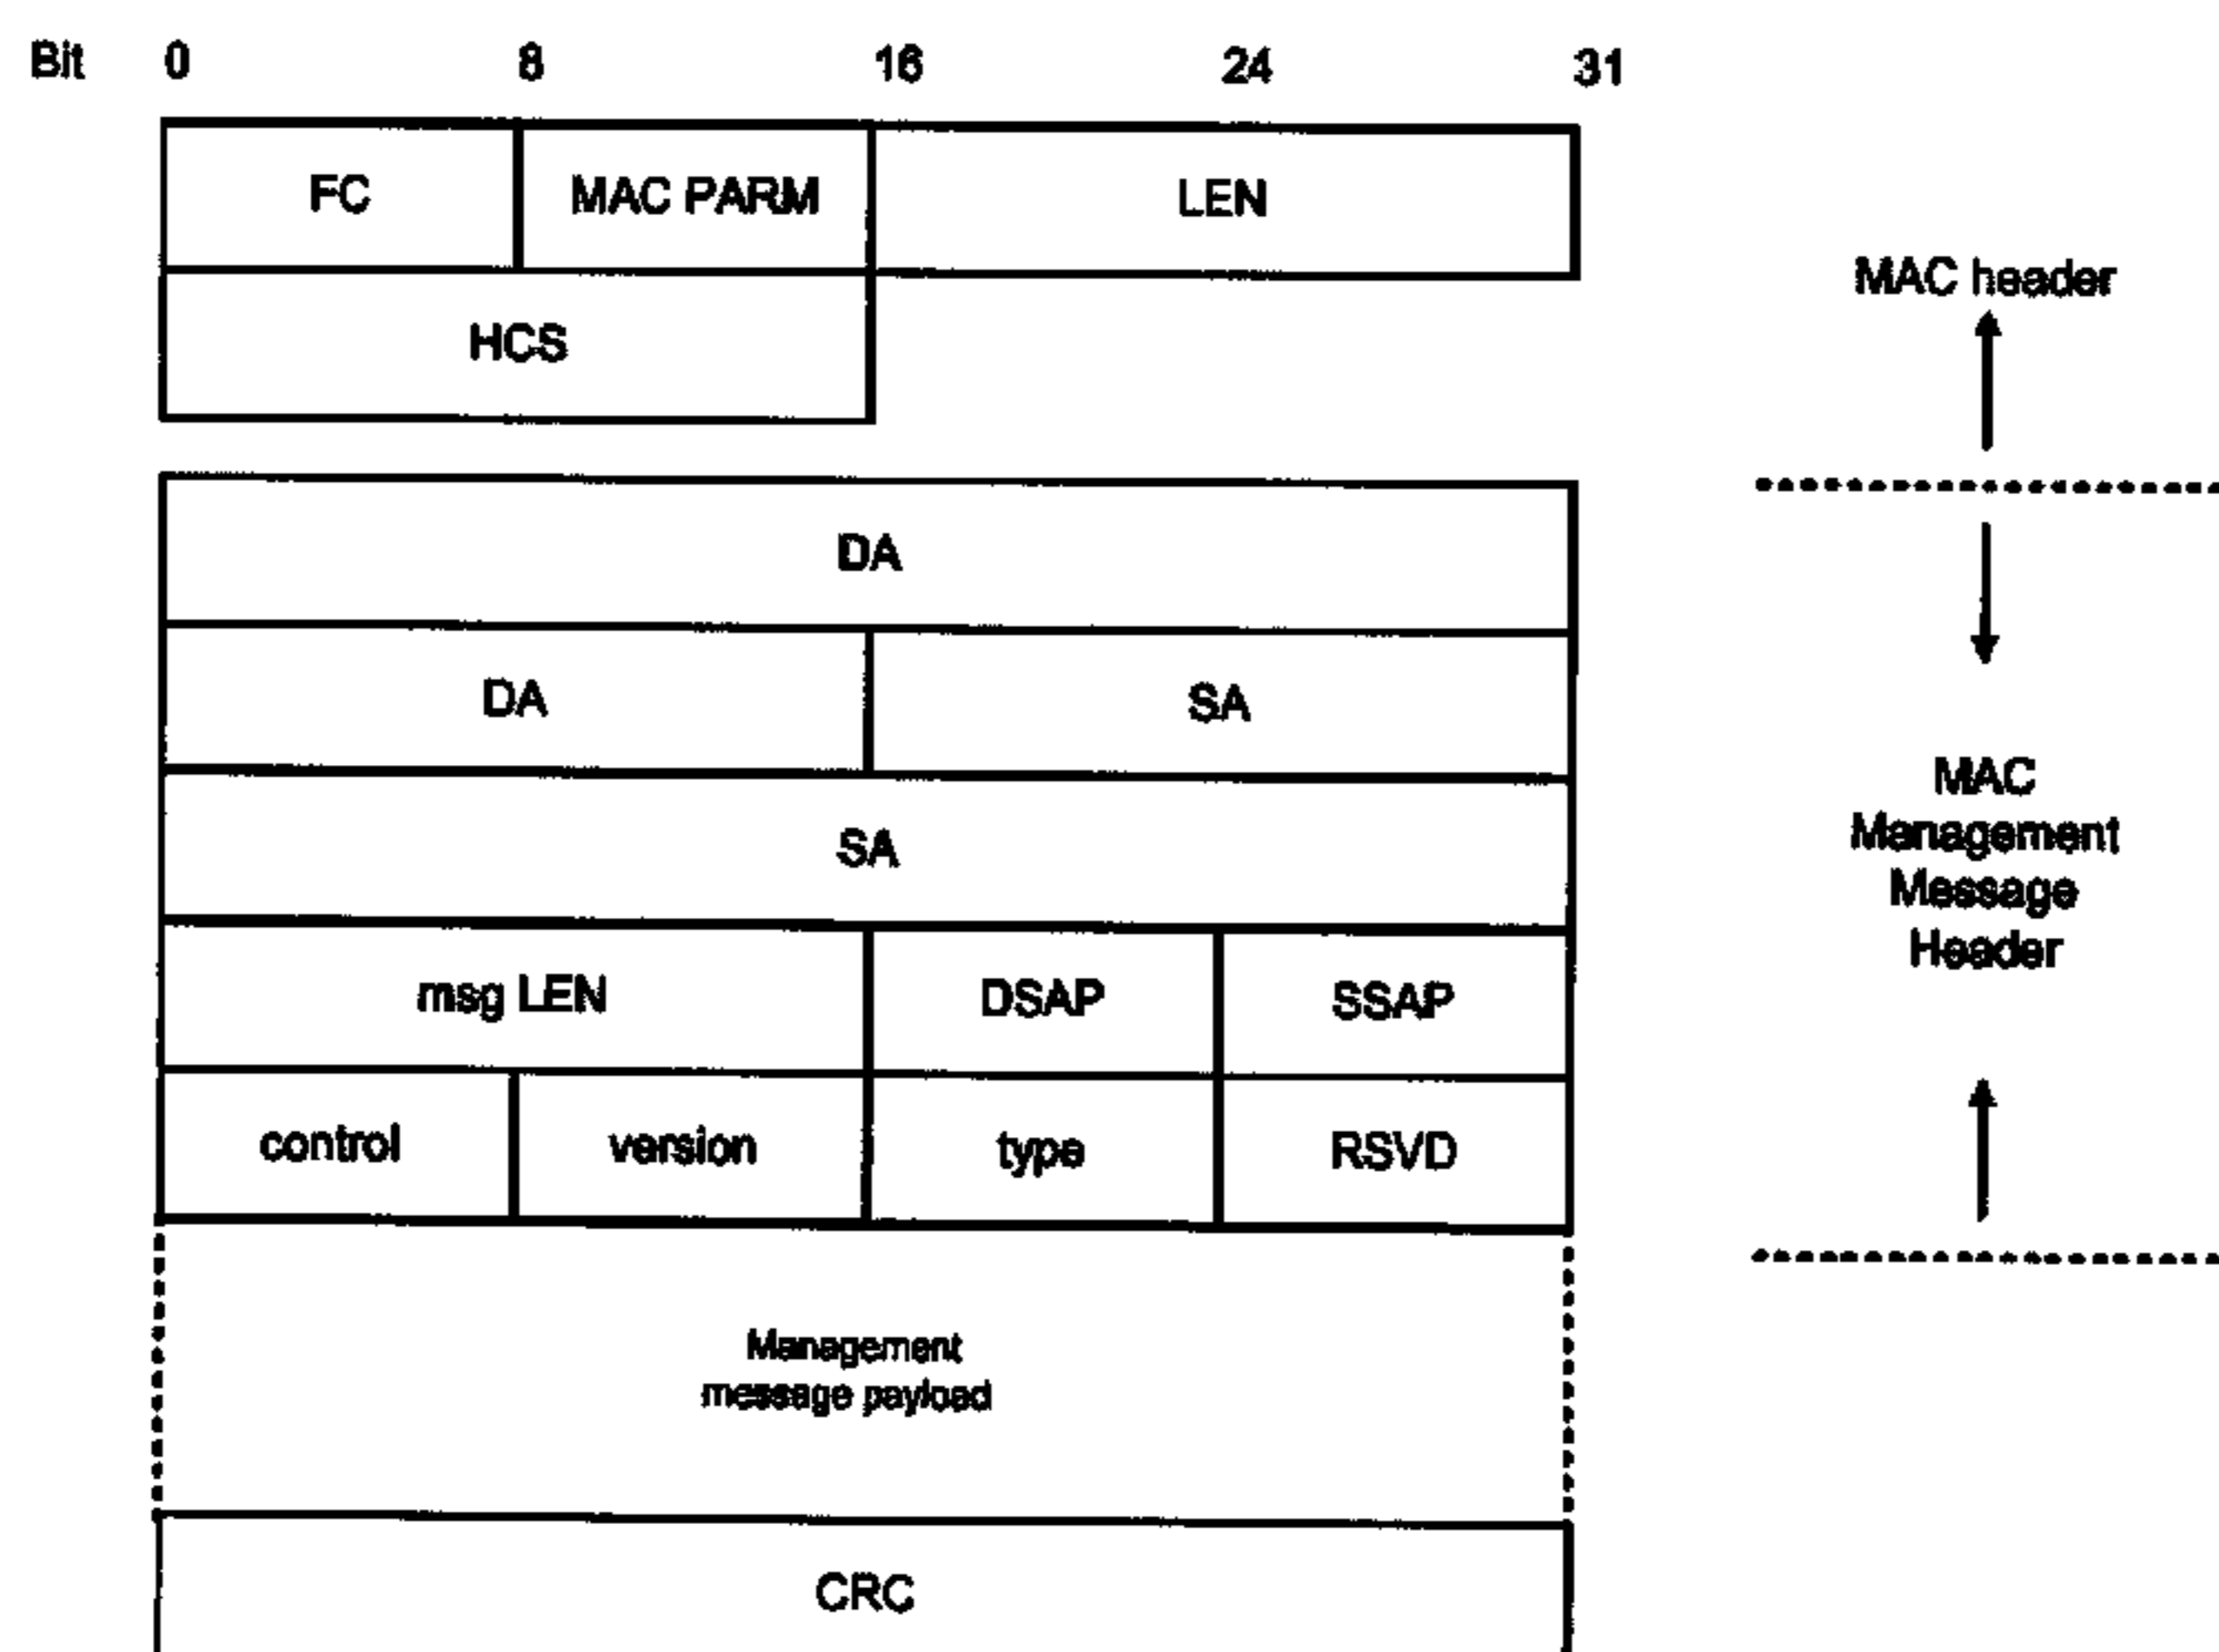 Bit 0 8 16 24 31
FC MAC PARM LEN
HCS
MAC header
DA
DA SA
SA
msg LEN DSAP SSAP
control version type RSVD
MAC
Management
Message
Header
Management
message payload
CRC